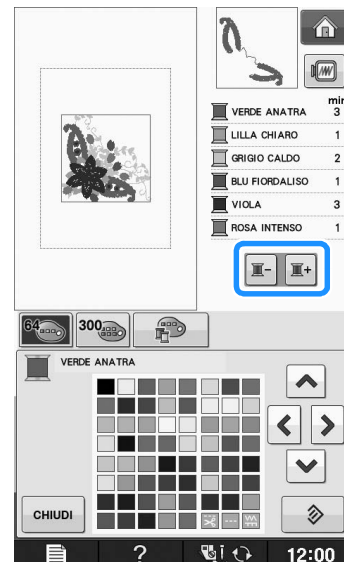 min
VERDE ANATRA 3
LILLA CHIARO 1
GRIGIO CALDO 2
BLU FIORDALISO 1
VIOLA 3
ROSA INTENSO 1
- +
64 300
VERDE ANATRA
CHIUDI
? 12:00